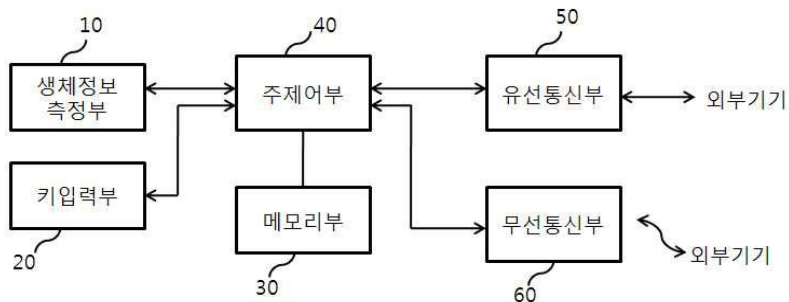 10
40
50
생체정보
측정부
주제어부
유선통신부
외부기기
키입력부
메모리부
무선통신부
외부기기
20
30
60